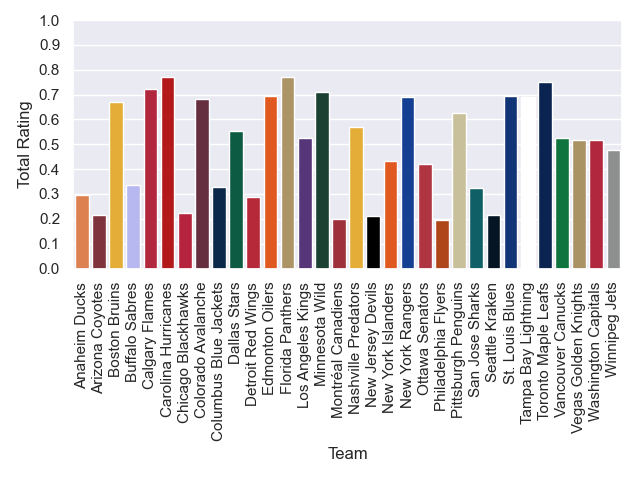 1.0
0.9
0.8
0.7
0.6
0.5
0.4
0.3
0.2
0.1
0.0
Total Rating
Anaheim Ducks
Arizona Coyotes
Boston Bruins
Buffalo Sabres
Calgary Flames
Carolina Hurricanes
Chicago Blackhawks
Colorado Avalanche
Columbus Blue Jackets
Dallas Stars
Detroit Red Wings
Edmonton Oilers
Florida Panthers
Los Angeles Kings
Minnesota Wild
Montréal Canadiens
Nashville Predators
New Jersey Devils
New York Islanders
New York Rangers
Ottawa Senators
Philadelphia Flyers
Pittsburgh Penguins
San Jose Sharks
Seattle Kraken
St. Louis Blues
Tampa Bay Lightning
Toronto Maple Leafs
Vancouver Canucks
Vegas Golden Knights
Washington Capitals
Winnipeg Jets
Team